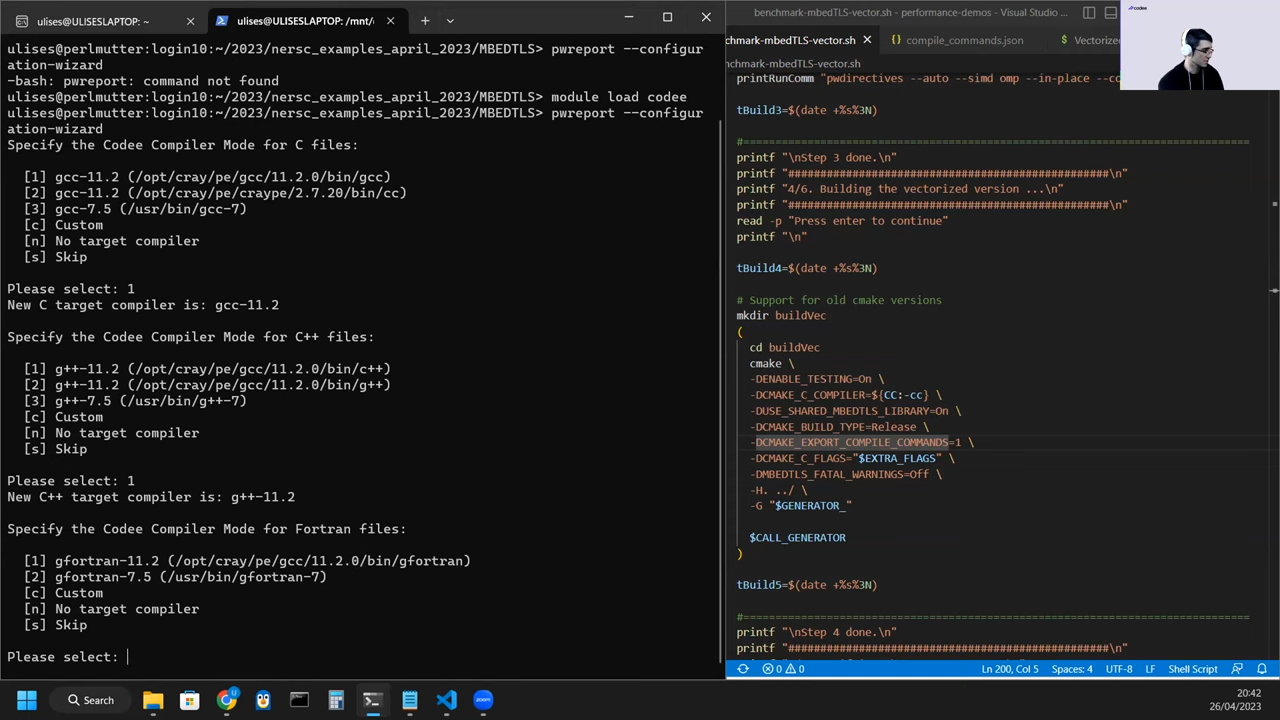 ulises@ULISESLAPTOP: ~
ulises@ULISESLAPTOP: /mnt/
ulises@perlmutter:login10:~/2023/nersc_examples_april_2023/MBEDTLS> pwreport --configur
ation-wizard
-bash: pwreport: command not found
ulises@perlmutter:login10:~/2023/nersc_examples_april_2023/MBEDTLS> module load codee
ulises@perlmutter:login10:~/2023/nersc_examples_april_2023/MBEDTLS> pwreport --configur
ation-wizard
Specify the Codee Compiler Mode for C files:
[1] gcc-11.2 (/opt/cray/pe/gcc/11.2.0/bin/gcc)
[2] gcc-11.2 (/opt/cray/pe/craype/2.7.20/bin/cc)
[3] gcc-7.5 (/usr/bin/gcc-7)
[c] Custom
[n] No target compiler
[s] Skip
Please select: 1
New C target compiler is: gcc-11.2
Specify the Codee Compiler Mode for C++ files:
[1] g++-11.2 (/opt/cray/pe/gcc/11.2.0/bin/c++)
[2] g++-11.2 (/opt/cray/pe/gcc/11.2.0/bin/g++)
[3] g++-7.5 (/usr/bin/g++-7)
[c] Custom
[n] No target compiler
[s] Skip
Please select: 1
New C++ target compiler is: g++-11.2
Specify the Codee Compiler Mode for Fortran files:
[1] gfortran-11.2 (/opt/cray/pe/gcc/11.2.0/bin/gfortran)
[2] gfortran-7.5 (/usr/bin/gfortran-7)
[c] Custom
[n] No target compiler
[s] Skip
Please select:
benchmark-mbedTLS-vector.sh - performance-demos - Visual Studio ...
nchmark-mbedTLS-vector.sh
compile_commands.json
Vectorize
nchmark-mbedTLS-vector.sh
printRunComm "pwdirectives --auto --simd omp --in-place --co
tBuild3=$(date +%s%3N)
#================================================================================
printf "\nStep 3 done.\n"
printf "##################################################\n"
printf "4/6. Building the vectorized version ...\n"
printf "##################################################\n"
read -p "Press enter to continue"
printf "\n"
tBuild4=$(date +%s%3N)
# Support for old cmake versions
mkdir buildVec
(
cd buildVec
cmake \
-DENABLE_TESTING=On \
-DCMAKE_C_COMPILER=${CC:-cc} \
-DUSE_SHARED_MBEDTLS_LIBRARY=On \
-DCMAKE_BUILD_TYPE=Release \
-DCMAKE_EXPORT_COMPILE_COMMANDS=1 \
-DCMAKE_C_FLAGS="$EXTRA_FLAGS" \
-DMBEDTLS_FATAL_WARNINGS=Off \
-H. ../ \
-G "$GENERATOR_"
$CALL_GENERATOR
)
tBuild5=$(date +%s%3N)
#================================================================================
printf "\nStep 4 done.\n"
printf "##################################################\n"
0 0
Ln 200, Col 5 Spaces: 4 UTF-8 LF Shell Script
codee
Search
zoom
20:42
26/04/2023